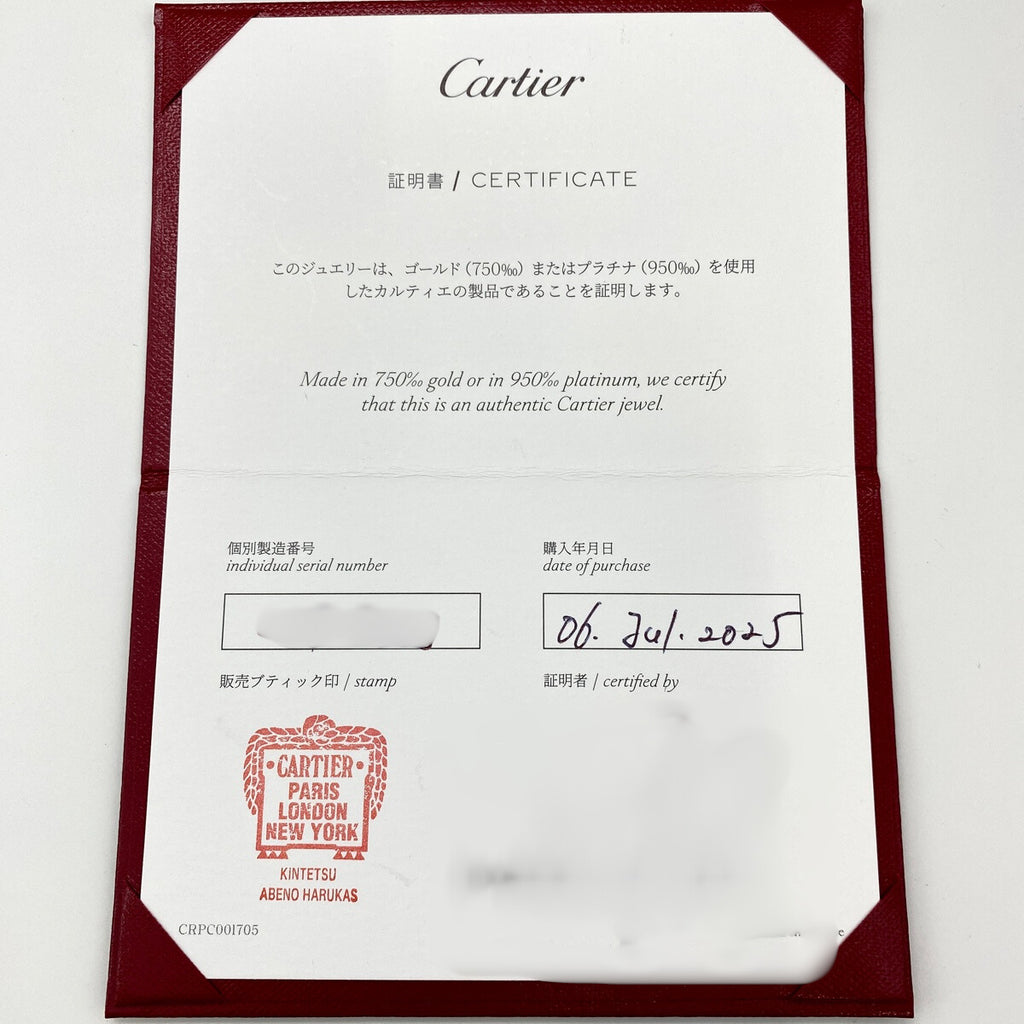 Cartier
証明書 / CERTIFICATE
このジュエリーは、ゴールド（750‰）またはプラチナ（950‰）を使用
したカルティエの製品であることを証明します。
Made in 750‰ gold or in 950‰ platinum, we certify
that this is an authentic Cartier jewel.
個別製造番号
individual serial number
購入年月日
date of purchase
06. Jul. 2025
販売ブティック印 / stamp
証明者 / certified by
CARTIER
PARIS
LONDON
NEW YORK
KINTETSU
ABENO HARUKAS
CRPC001705